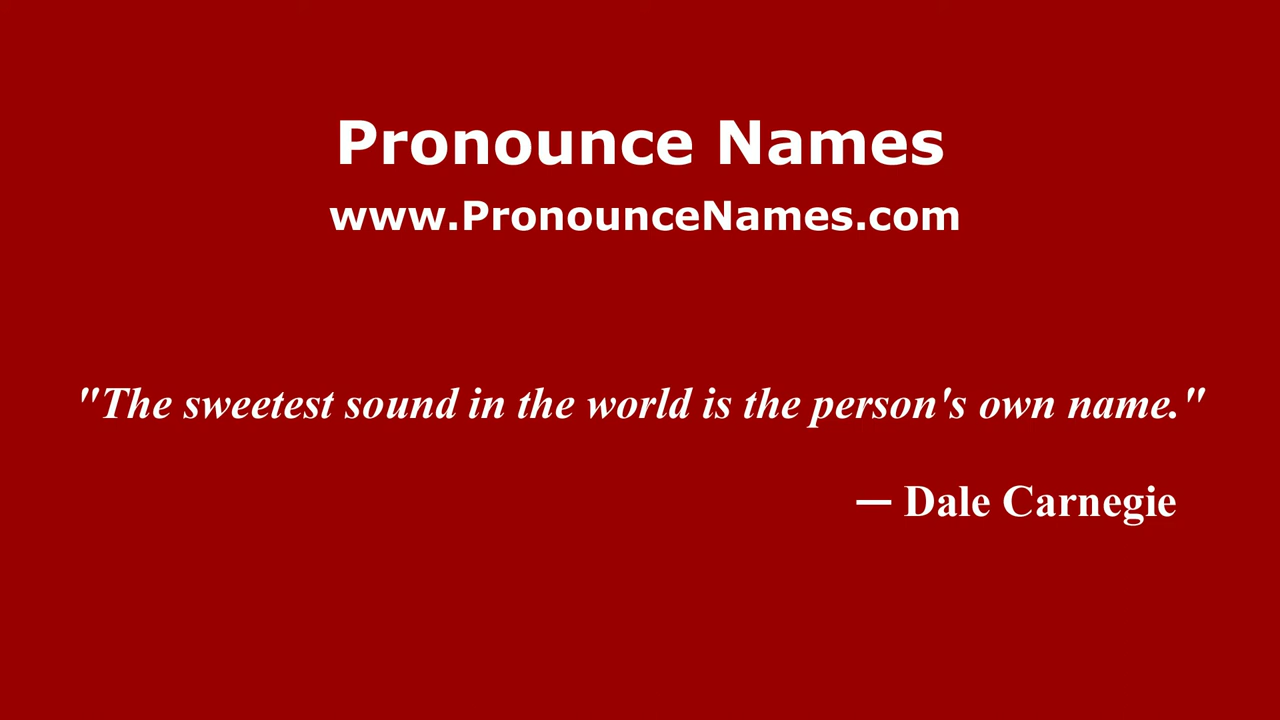 Pronounce Names
www.PronounceNames.com
"The sweetest sound in the world is the person's own name."
— Dale Carnegie